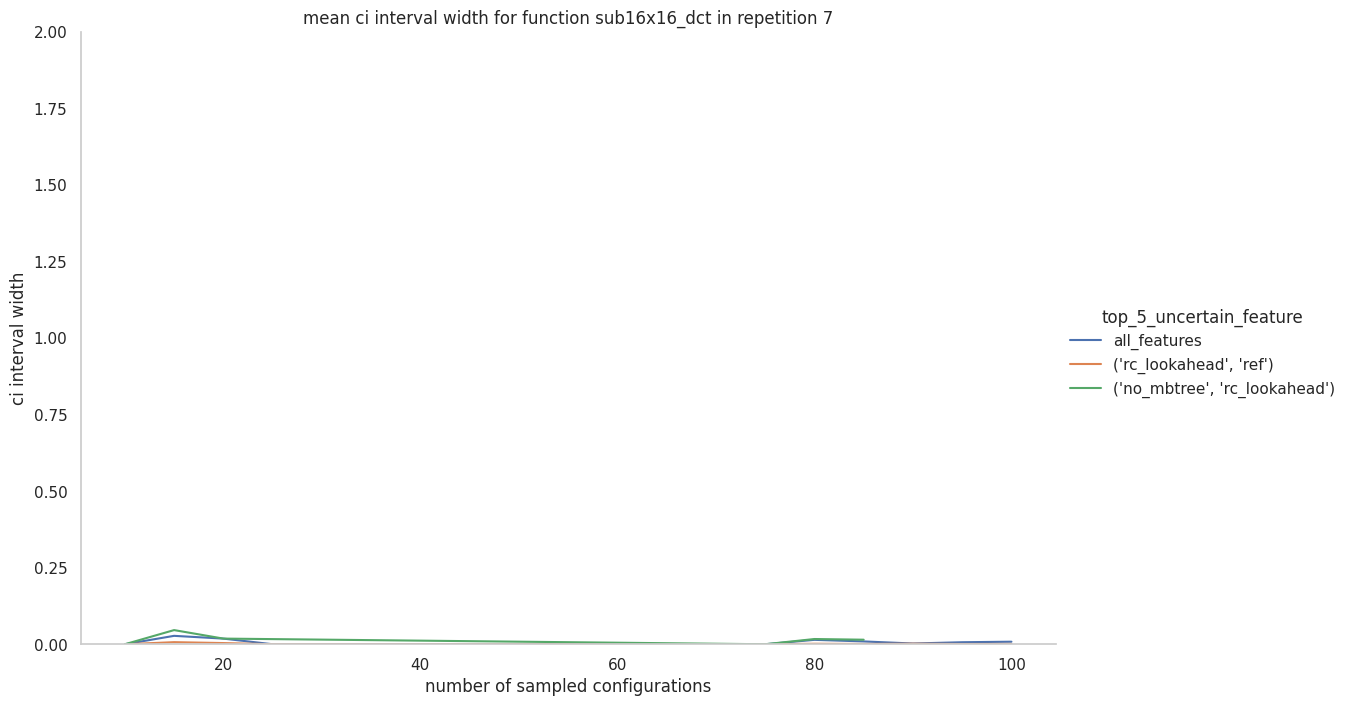 mean ci interval width for function sub16x16_dct in repetition 7
2.00
1.75
1.50
1.25
1.00
0.75
0.50
0.25
0.00
ci interval width
20
40
60
80
100
number of sampled configurations
top_5_uncertain_feature
all_features
('rc_lookahead', 'ref')
('no_mbtree', 'rc_lookahead')